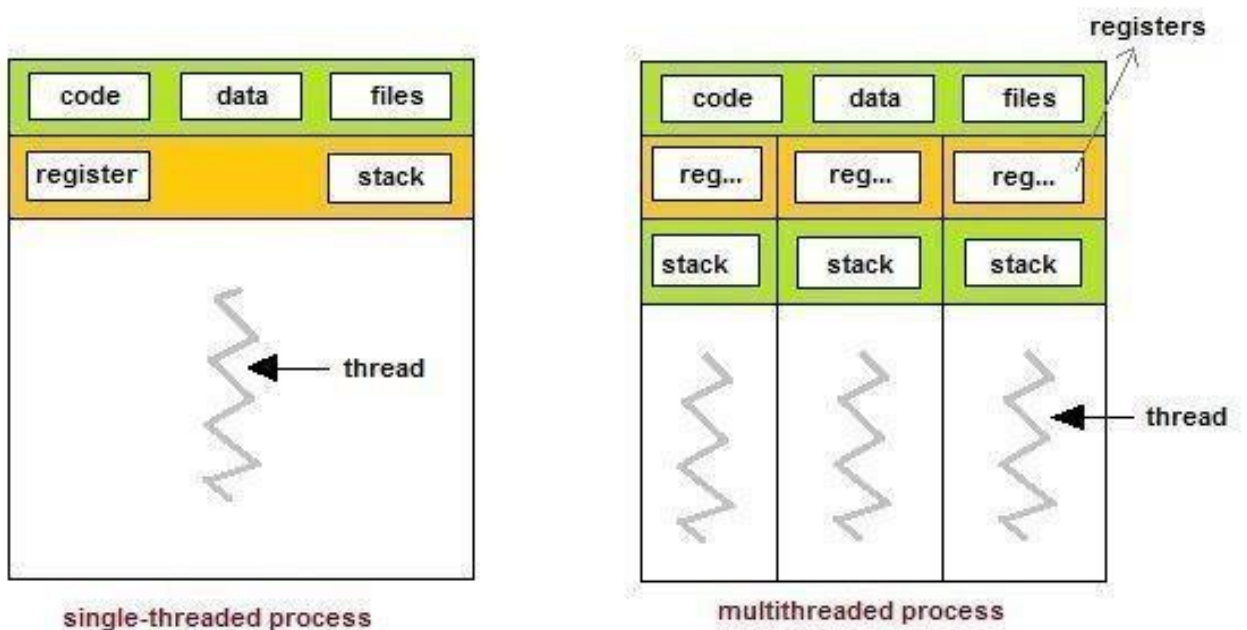 registers
code data files
code data files
register stack
reg... reg... reg...
stack stack stack
thread
thread
single-threaded process
multithreaded process